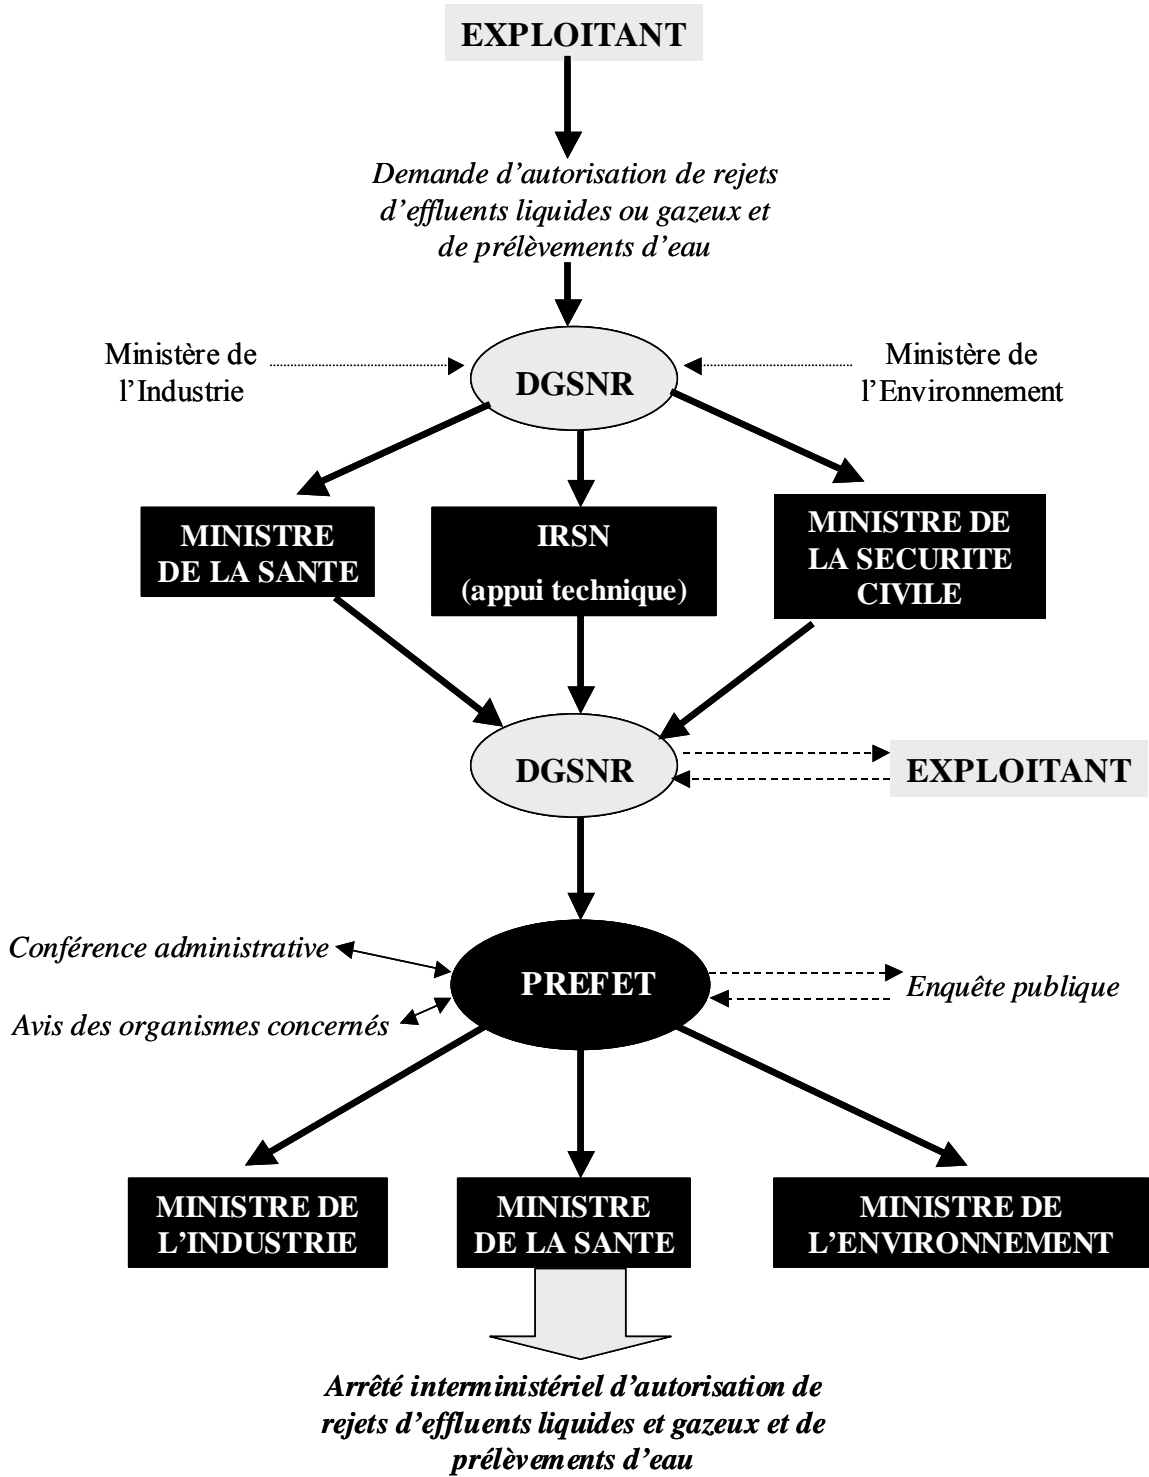 EXPLOITANT
Demande d’autorisation de rejets
d’effluents liquides ou gazeux et
de prélèvements d’eau
Ministère de
l’Industrie
DGSNR
Ministère de
l’Environnement
MINISTRE
DE LA SANTE
IRSN
(appui technique)
MINISTRE DE
LA SECURITE
CIVILE
DGSNR
EXPLOITANT
Conférence administrative
Avis des organismes concernés
PREFET
Enquête publique
MINISTRE DE
L’INDUSTRIE
MINISTRE
DE LA SANTE
MINISTRE DE
L’ENVIRONNEMENT
Arrêté interministériel d’autorisation de
rejets d’effluents liquides et gazeux et de
prélèvements d’eau